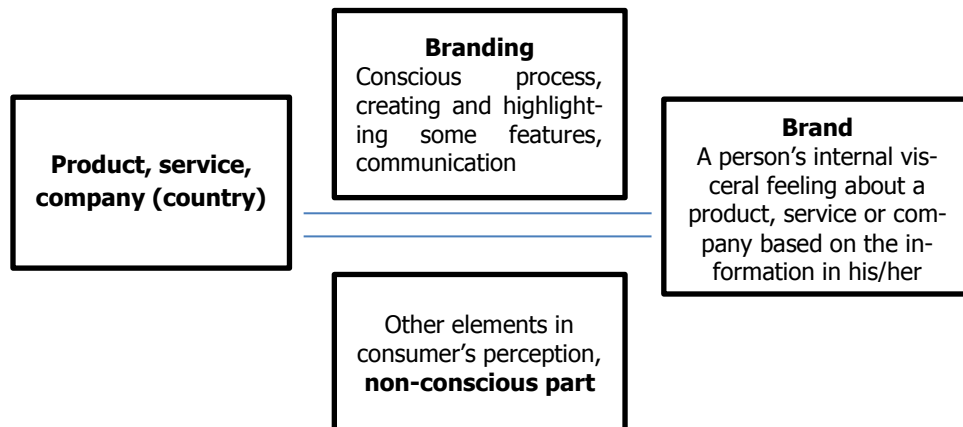 Product, service,
company (country)
Branding
Conscious process,
creating and highlight-
ing some features,
communication
Other elements in
consumer’s perception,
non-conscious part
Brand
A person’s internal vis-
ceral feeling about a
product, service or com-
pany based on the in-
formation in his/her